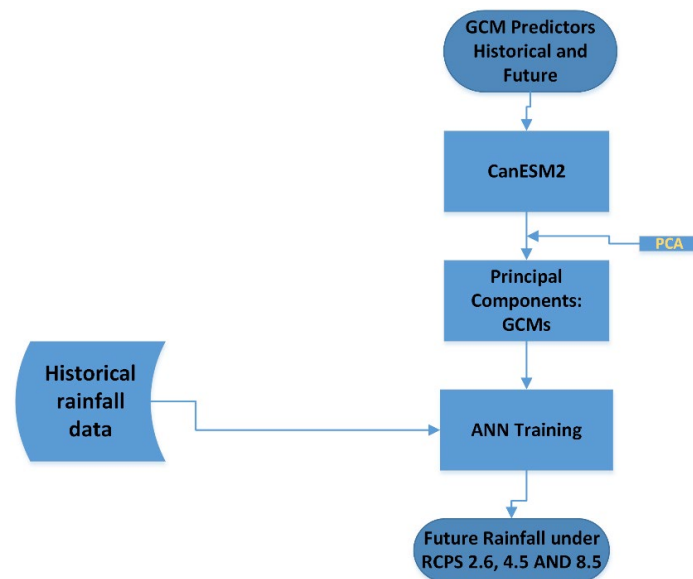 GCM Predictors
Historical and
Future
CanESM2
PCA
Principal
Components:
GCMs
Historical
rainfall
data
ANN Training
Future Rainfall under
RCPS 2.6, 4.5 AND 8.5